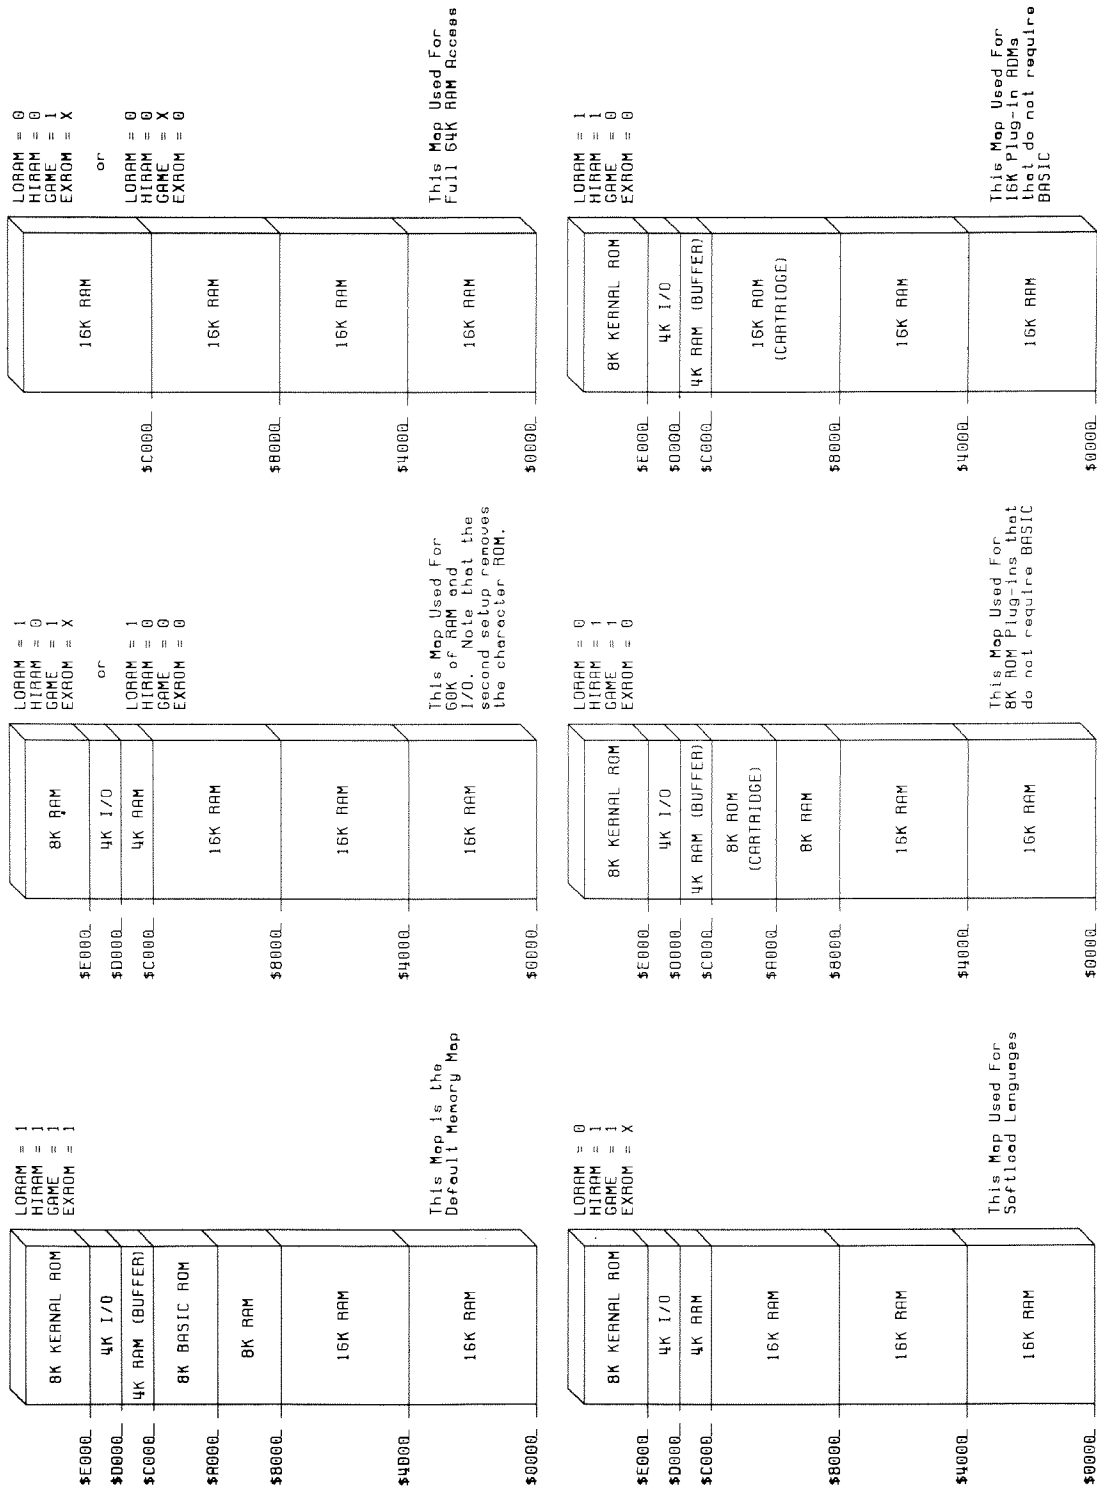 LORAM = 1
HIRAM = 1
GAME = 1
EXROM = 1
8K KERNAL ROM
$E000
4K I/O
$D000
4K RAM (BUFFER)
$C000
8K BASIC ROM
$A000
8K RAM
$8000
16K RAM
$4000
16K RAM
$0000
This Map is the
Default Memory Map
LORAM = 1
HIRAM = 0
GAME = 1
EXROM = X
or
LORAM = 1
HIRAM = 0
GAME = 0
EXROM = 0
8K RAM
$E000
4K I/O
$D000
4K RAM
$C000
16K RAM
$8000
16K RAM
$4000
16K RAM
$0000
This Map Used For
60K of RAM and
I/O. Note that the
second setup removes
the character ROM.
LORAM = 0
HIRAM = 0
GAME = 1
EXROM = X
or
LORAM = 0
HIRAM = 0
GAME = X
EXROM = 0
16K RAM
$C000
16K RAM
$8000
16K RAM
$4000
16K RAM
$0000
This Map Used For
Full 64K RAM Access
LORAM = 0
HIRAM = 1
GAME = 1
EXROM = X
8K KERNAL ROM
$E000
4K I/O
$D000
4K RAM
$C000
16K RAM
$8000
16K RAM
$4000
16K RAM
$0000
This Map Used For
Softload Languages
LORAM = 0
HIRAM = 1
GAME = 1
EXROM = 0
8K KERNAL ROM
$E000
4K I/O
$D000
4K RAM (BUFFER)
$C000
8K ROM
(CARTRIDGE)
$A000
8K RAM
$8000
16K RAM
$4000
16K RAM
$0000
This Map Used For
8K ROM Plug-ins that
do not require BASIC
LORAM = 1
HIRAM = 1
GAME = 0
EXROM = 0
8K KERNAL ROM
$E000
4K I/O
$D000
4K RAM (BUFFER)
$C000
16K ROM
(CARTRIDGE)
$8000
16K RAM
$4000
16K RAM
$0000
This Map Used For
16K Plug-in ROMs
that do not require
BASIC